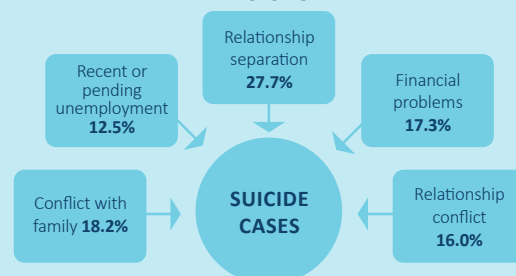 Relationship
separation
27.7%
Recent or
pending
unemployment
12.5%
Financial
problems
17.3%
Conflict with
family 18.2%
SUICIDE
CASES
Relationship
conflict
16.0%